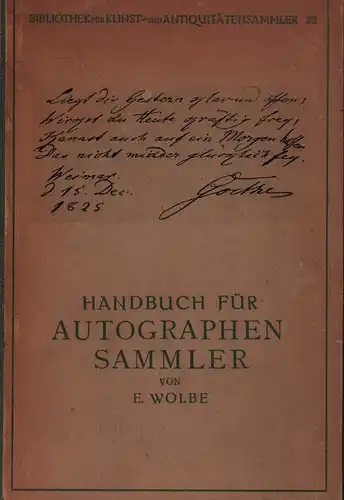 BIBLIOTHEK FÜR KUNST- UND ANTIQUITÄTENSAMMLER 22
Liegt dir Gestern klar und offen,
Wirkst du Heute kräftig frey;
Kannst auch auf ein Morgen hoffen
Das nicht minder glücklich sey.
Weimar.
d 15. Dec.
1825
Goethe
HANDBUCH FÜR
AUTOGRAPHEN
SAMMLER
VON
E. WOLBE